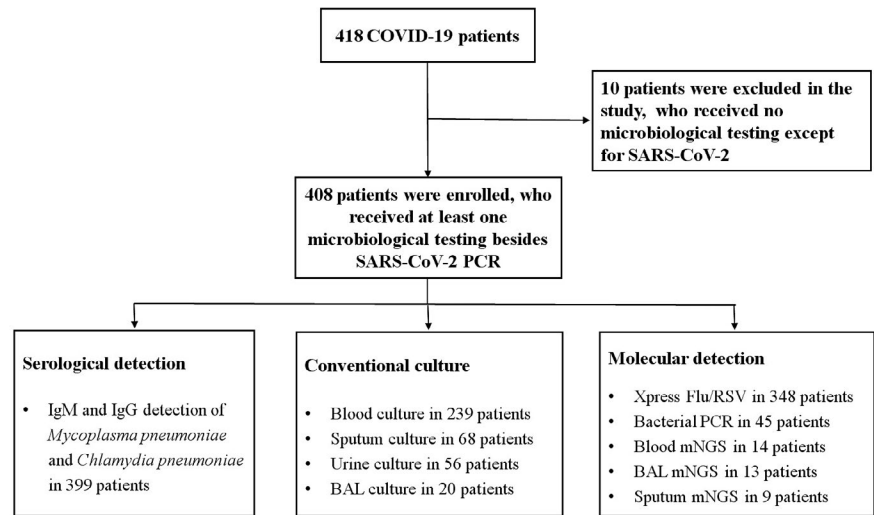 418 COVID-19 patients
10 patients were excluded in the
study, who received no
microbiological testing except
for SARS-CoV-2
408 patients were enrolled, who
received at least one
microbiological testing besides
SARS-CoV-2 PCR
Serological detection
• IgM and IgG detection of
Mycoplasma pneumoniae
and Chlamydia pneumoniae
in 399 patients
Conventional culture
• Blood culture in 239 patients
• Sputum culture in 68 patients
• Urine culture in 56 patients
• BAL culture in 20 patients
Molecular detection
• Xpress Flu/RSV in 348 patients
• Bacterial PCR in 45 patients
• Blood mNGS in 14 patients
• BAL mNGS in 13 patients
• Sputum mNGS in 9 patients